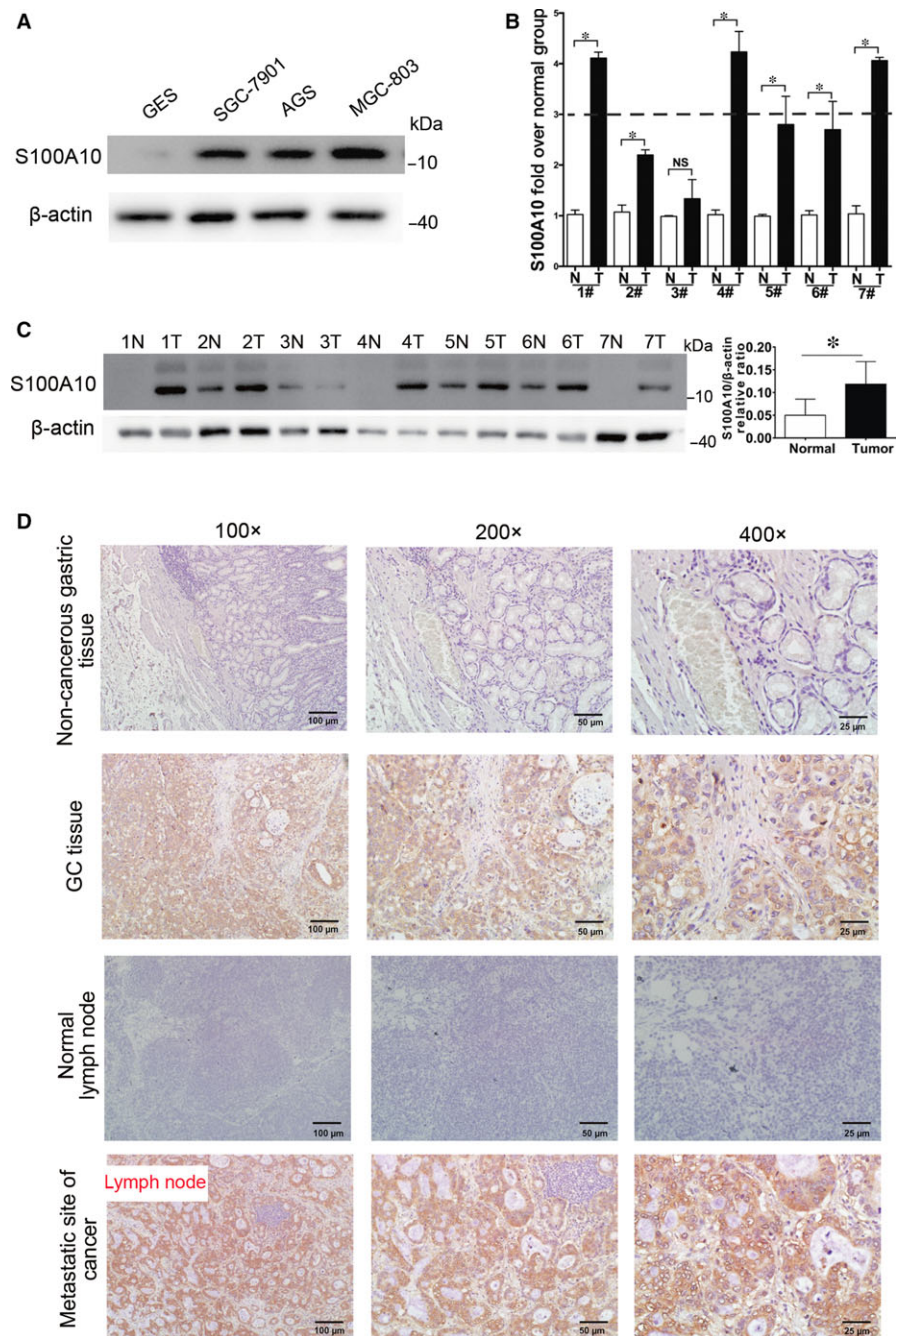 A
GES
SGC-7901
AGS
MGC-803
kDa
S100A10
–10
β-actin
–40
B
S100A10 fold over normal group
5
4
3
2
1
0
* * NS * * * *
N T N T N T N T N T N T N T
1# 2# 3# 4# 5# 6# 7#
C
1N 1T 2N 2T 3N 3T 4N 4T 5N 5T 6N 6T 7N 7T
kDa
S100A10
–10
β-actin
–40
S100A10/β-actin
relative ratio
0.20
0.15
0.10
0.05
0.00
*
Normal Tumor
D
100× 200× 400×
Non-cancerous gastric
tissue
100 μm 50 μm 25 μm
GC tissue
100 μm 50 μm 25 μm
Normal
lymph node
100 μm 50 μm 25 μm
Metastatic site of
cancer
Lymph node
100 μm 50 μm 25 μm